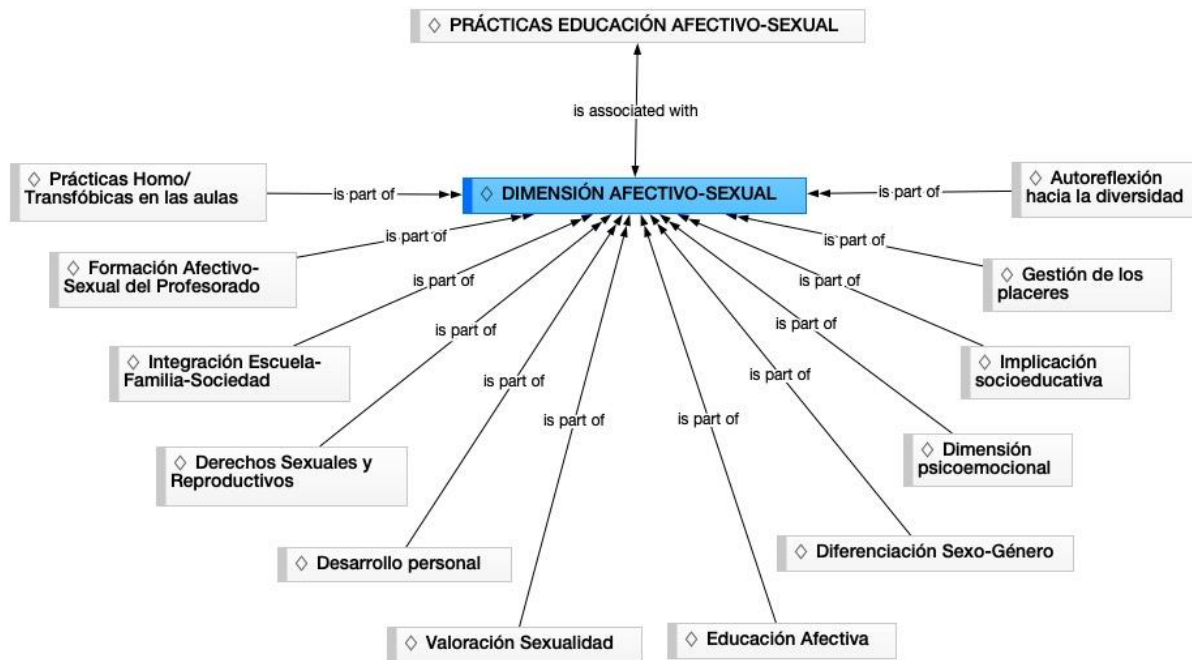 ◇ PRÁCTICAS EDUCACIÓN AFECTIVO-SEXUAL
is associated with
◇ Prácticas Homo/
Transfóbicas en las aulas
is part of
◇ DIMENSIÓN AFECTIVO-SEXUAL
is part of
◇ Autoreflexión
hacia la diversidad
◇ Formación Afectivo-
Sexual del Profesorado
is part of
is part of
◇ Gestión de los
placeres
◇ Integración Escuela-
Familia-Sociedad
is part of
is part of
◇ Implicación
socioeducativa
◇ Derechos Sexuales y
Reproductivos
is part of
is part of
◇ Dimensión
psicoemocional
◇ Desarrollo personal
is part of
is part of
◇ Diferenciación Sexo-Género
◇ Valoración Sexualidad
is part of
is part of
◇ Educación Afectiva